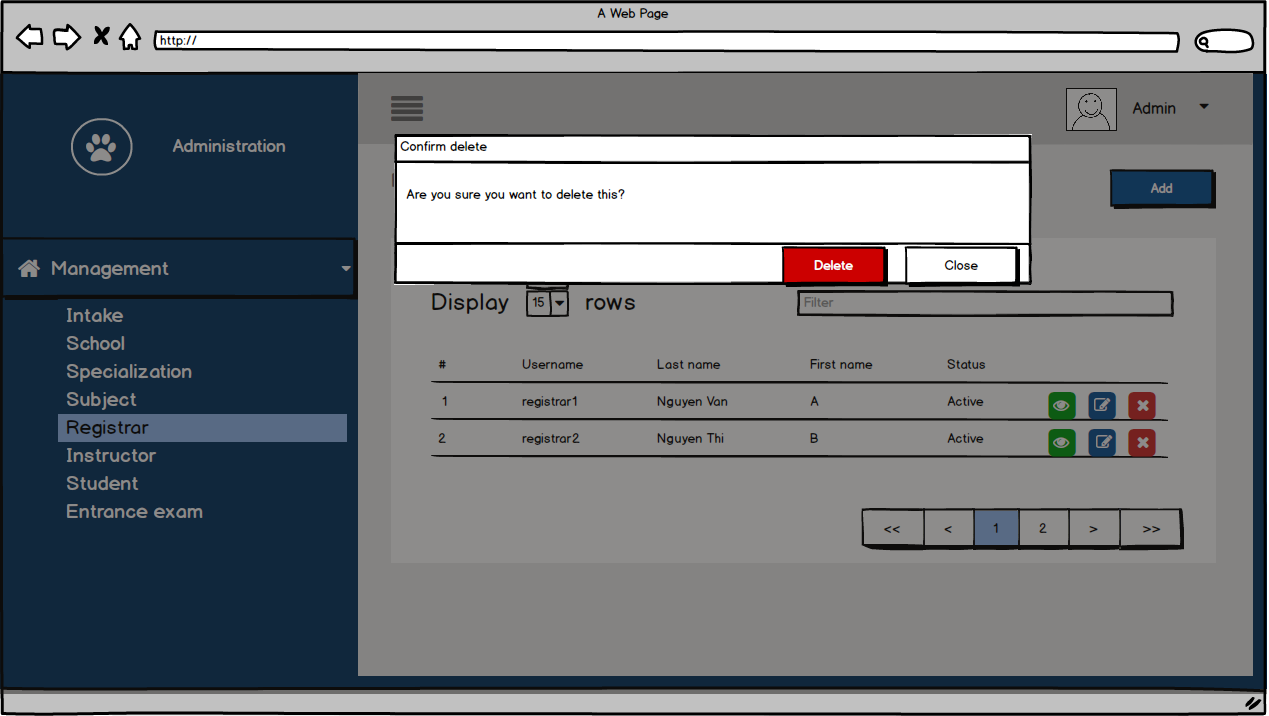 A Web Page
http://
Administration
Admin
Confirm delete
Are you sure you want to delete this?
Add
Delete
Close
Management
Intake
School
Specialization
Subject
Registrar
Instructor
Student
Entrance exam
Display 15 rows
Filter
# Username Last name First name Status
1 registrar1 Nguyen Van A Active
2 registrar2 Nguyen Thi B Active
<< < 1 2 > >>